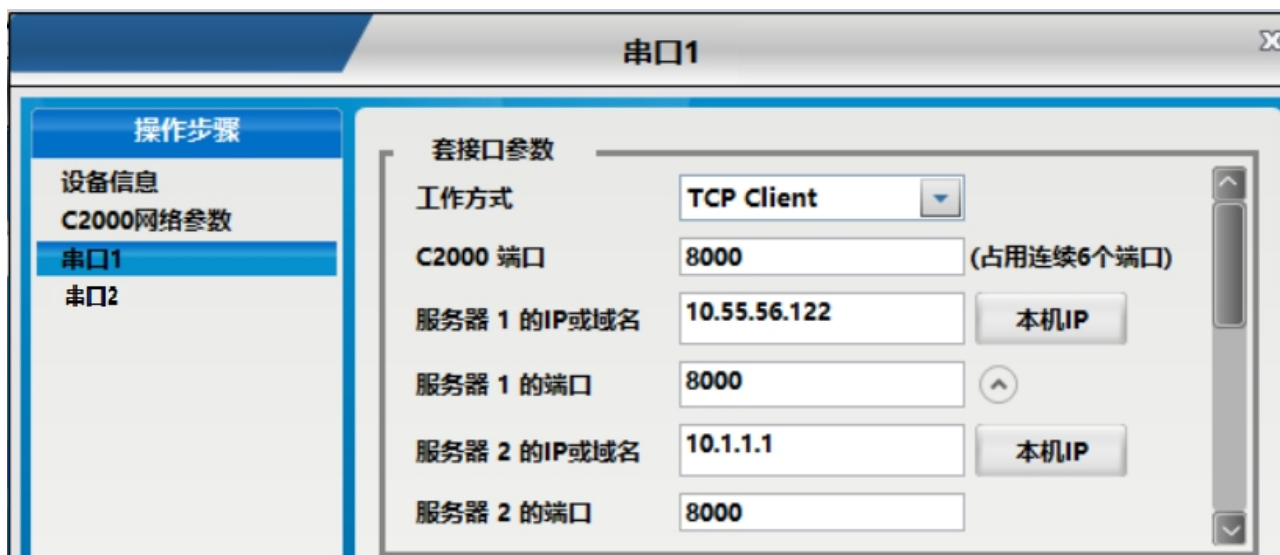 串口1
操作步骤
设备信息
C2000网络参数
串口1
串口2
套接口参数
工作方式 TCP Client
C2000 端口 8000 (占用连续6个端口)
服务器 1 的IP或域名 10.55.56.122 本机IP
服务器 1 的端口 8000
服务器 2 的IP或域名 10.1.1.1 本机IP
服务器 2 的端口 8000